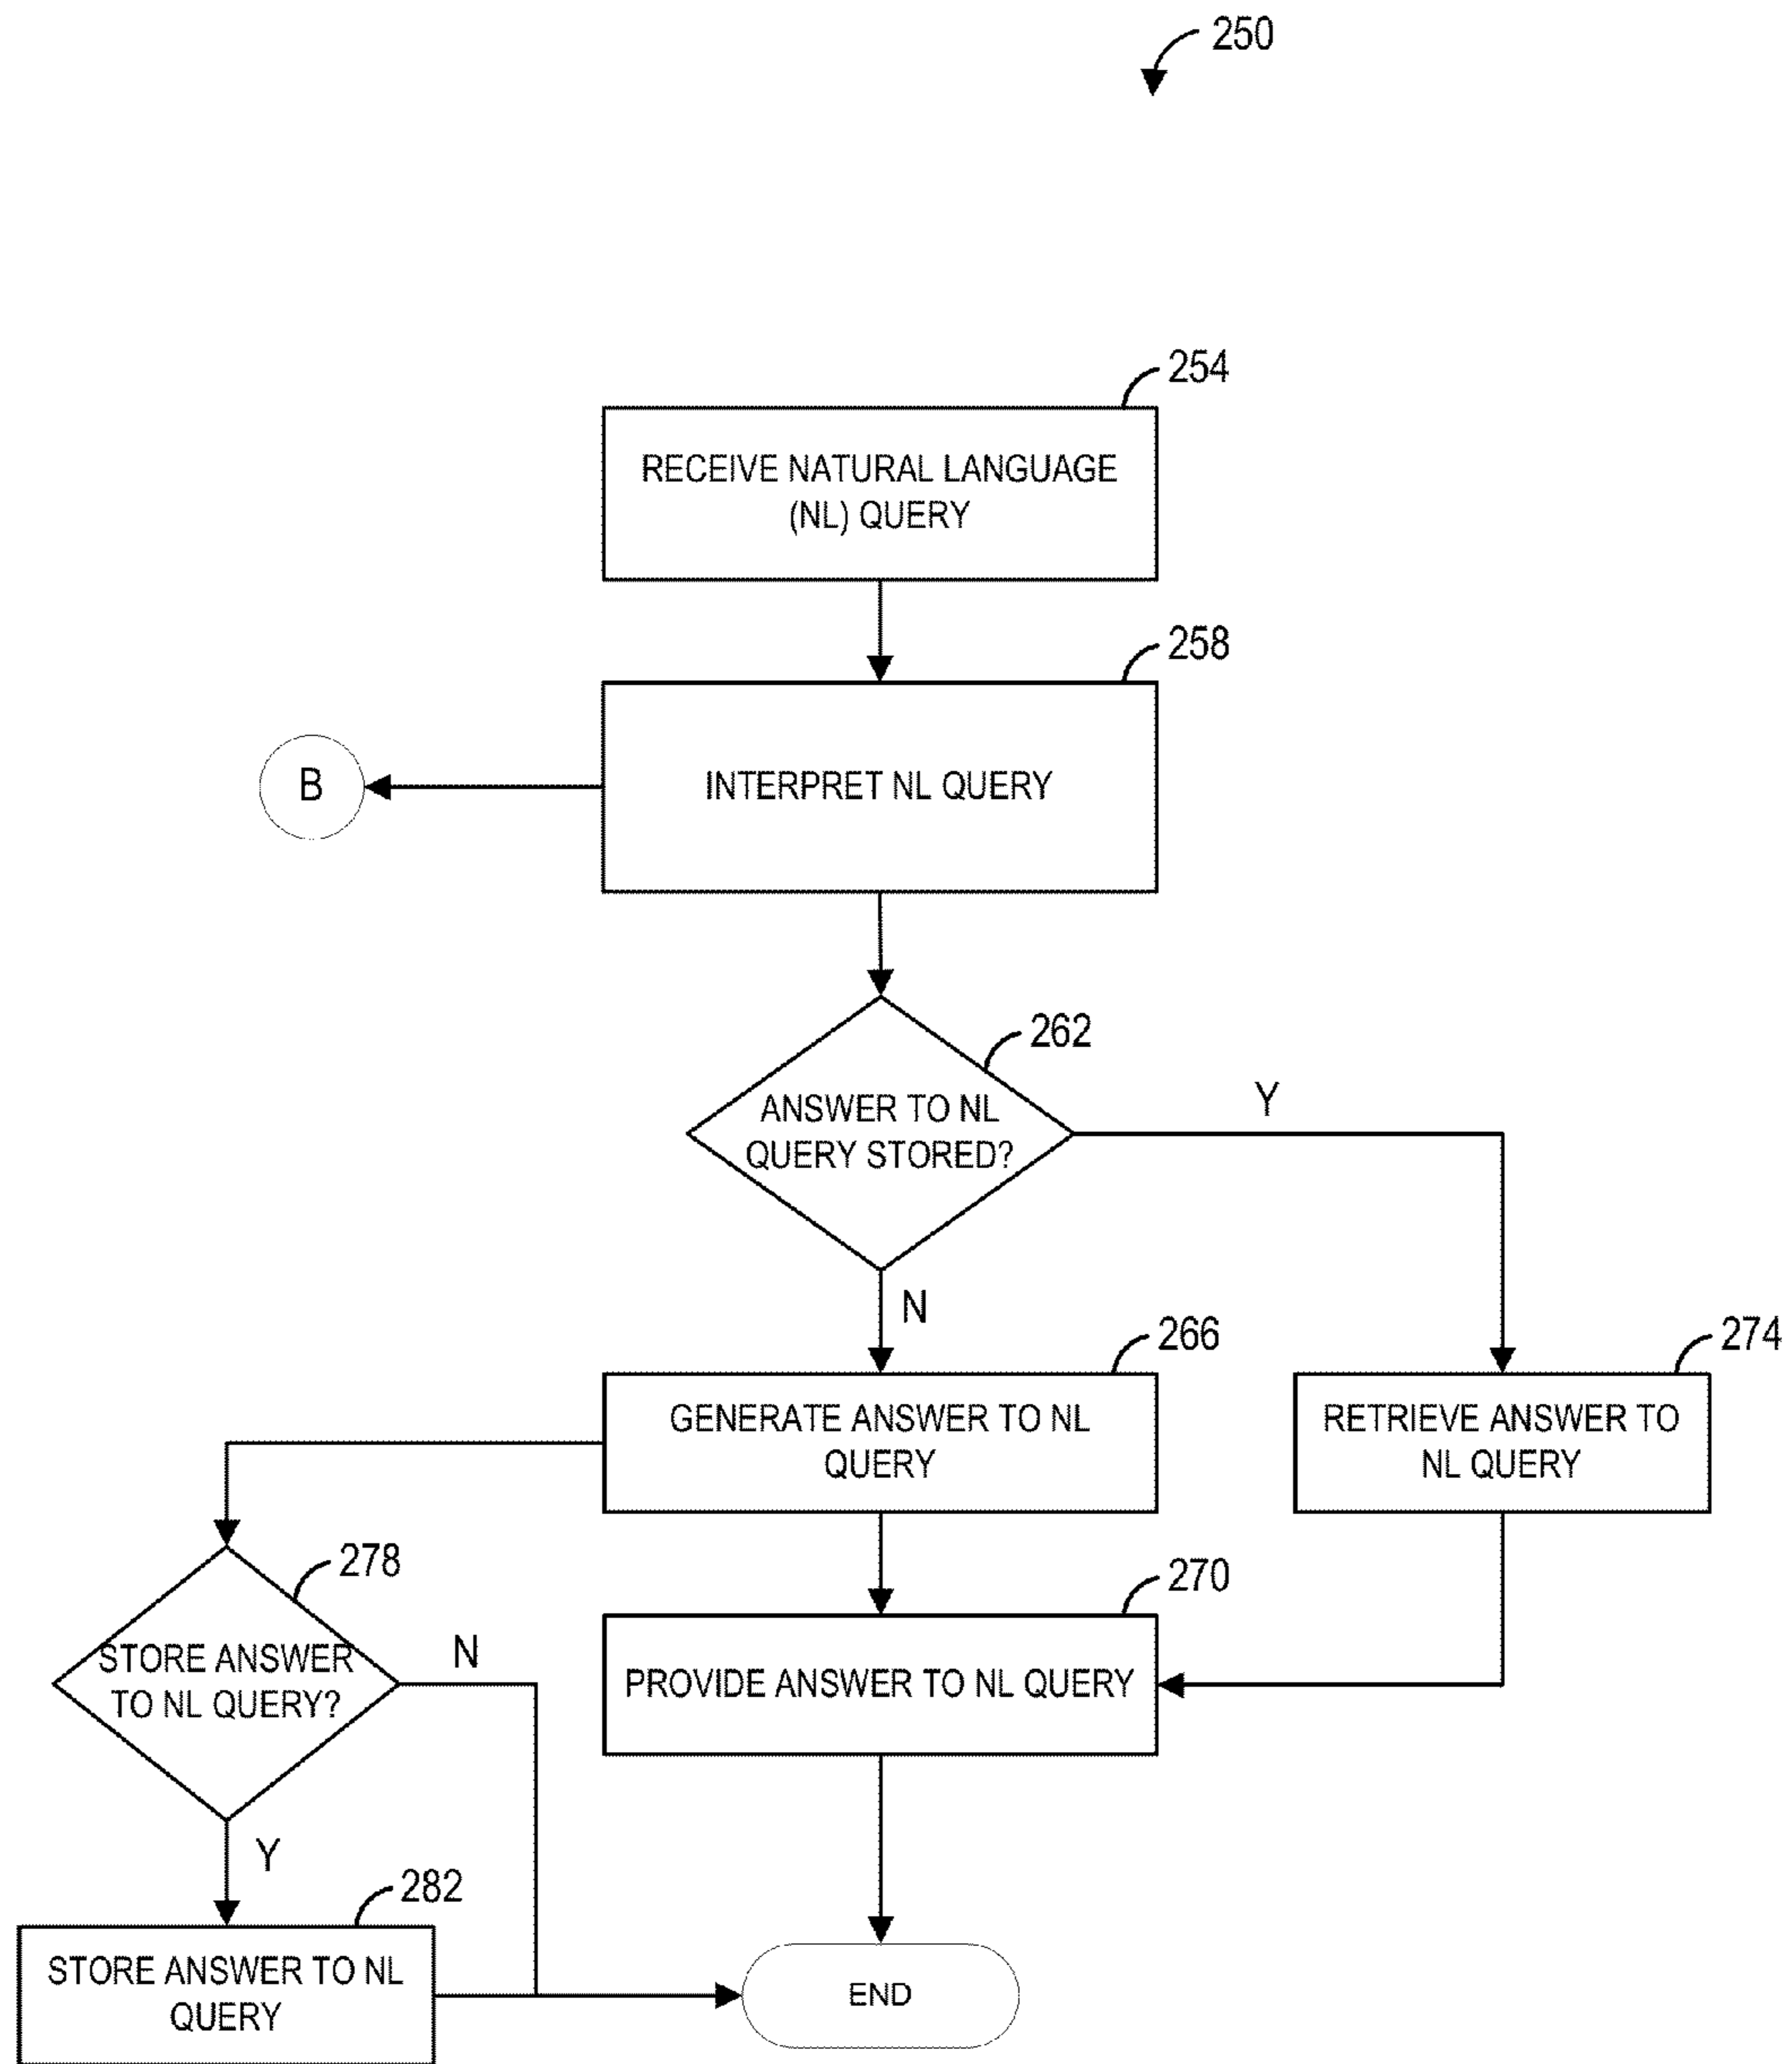 250
254
RECEIVE NATURAL LANGUAGE
(NL) QUERY
258
INTERPRET NL QUERY
B
262
ANSWER TO NL
QUERY STORED?
Y
N
266
GENERATE ANSWER TO NL
QUERY
274
RETRIEVE ANSWER TO
NL QUERY
278
STORE ANSWER
TO NL QUERY?
N
270
PROVIDE ANSWER TO NL QUERY
Y
282
STORE ANSWER TO NL
QUERY
END